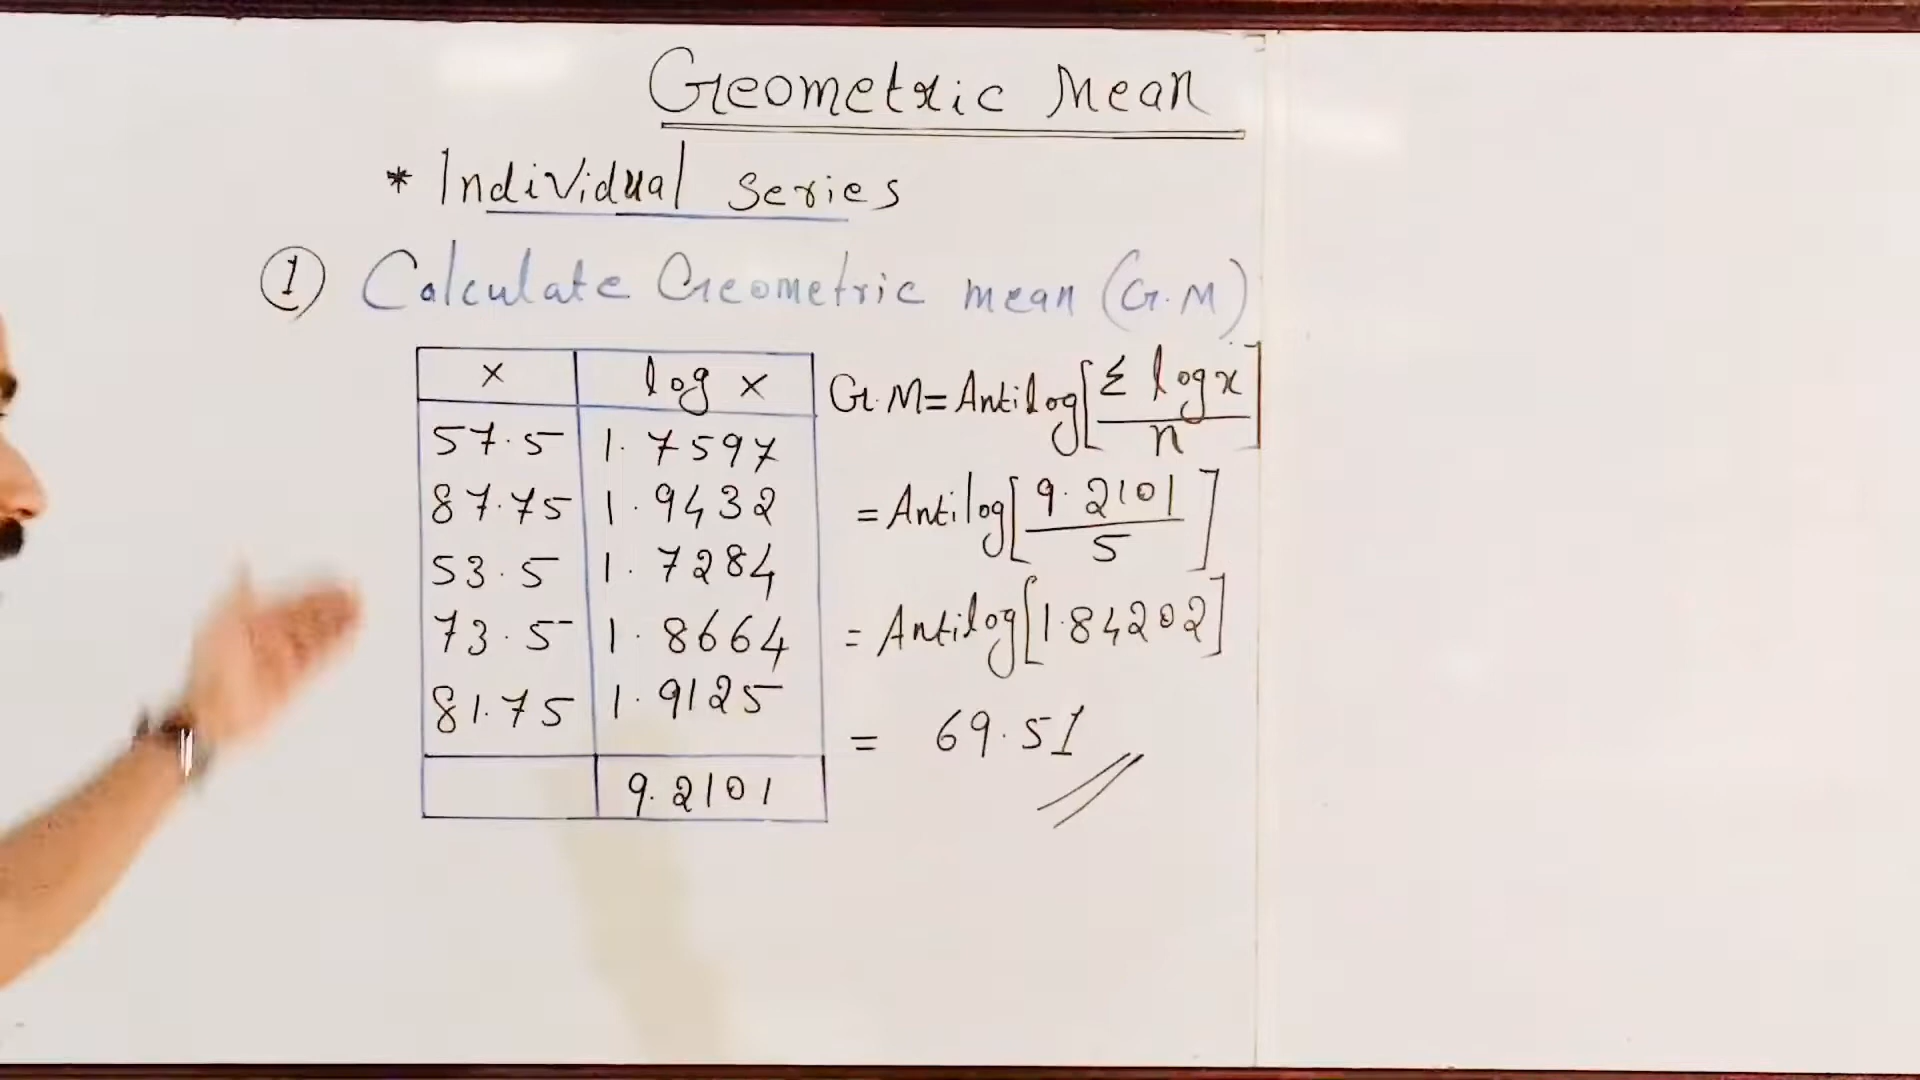 Geometric Mean
* Individual series
① Calculate Geometric mean (G.M)
x log x
57.5 1.7597
87.75 1.9432
53.5 1.7284
73.5 1.8664
81.75 1.9125
9.2101
G.M = Antilog[Σ log x / n]
= Antilog[9.2101 / 5]
= Antilog[1.84202]
= 69.51